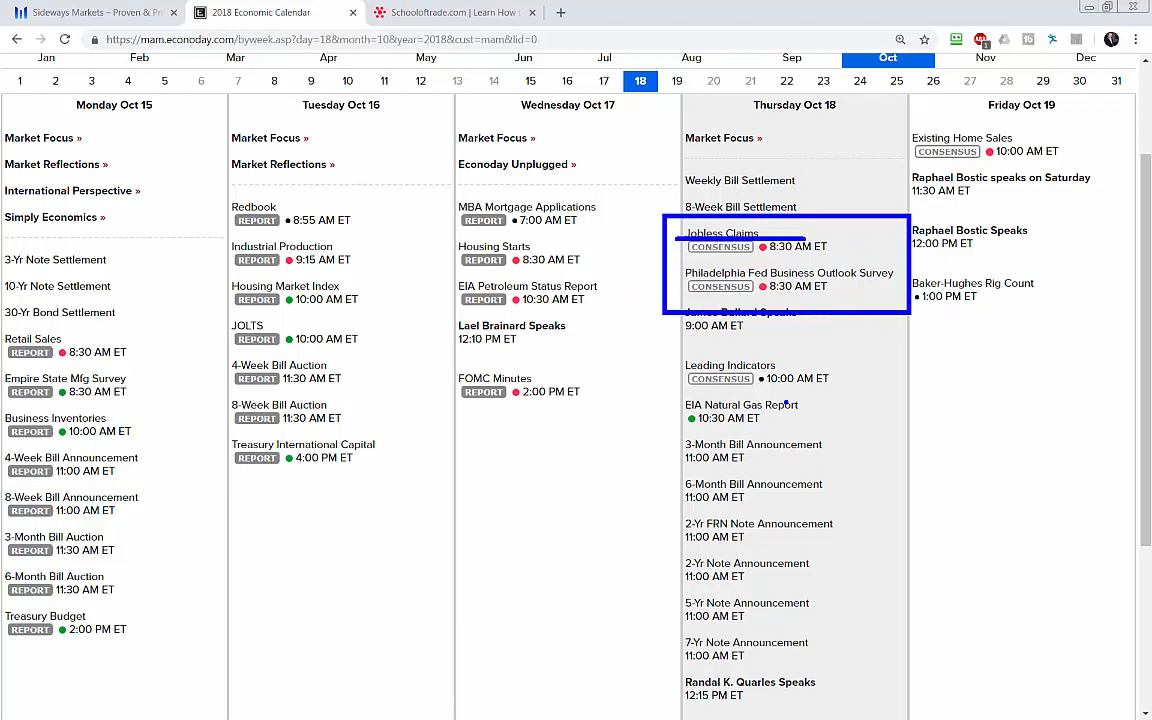 Sideways Markets – Proven & Pr
2018 Economic Calendar
Schooloftrade.com | Learn How
https://mam.econoday.com/byweek.asp?day=18&month=10&year=2018&cust=mam&lid=0
Jan Feb Mar Apr May Jun Jul Aug Sep Oct Nov Dec
1 2 3 4 5 6 7 8 9 10 11 12 13 14 15 16 17 18 19 20 21 22 23 24 25 26 27 28 29 30 31
Monday Oct 15
Market Focus »
Market Reflections »
International Perspective »
Simply Economics »
3-Yr Note Settlement
10-Yr Note Settlement
30-Yr Bond Settlement
Retail Sales
REPORT 8:30 AM ET
Empire State Mfg Survey
REPORT 8:30 AM ET
Business Inventories
REPORT 10:00 AM ET
4-Week Bill Announcement
REPORT 11:00 AM ET
8-Week Bill Announcement
REPORT 11:00 AM ET
3-Month Bill Auction
REPORT 11:30 AM ET
6-Month Bill Auction
REPORT 11:30 AM ET
Treasury Budget
REPORT 2:00 PM ET
Tuesday Oct 16
Market Focus »
Market Reflections »
Redbook
REPORT 8:55 AM ET
Industrial Production
REPORT 9:15 AM ET
Housing Market Index
REPORT 10:00 AM ET
JOLTS
REPORT 10:00 AM ET
4-Week Bill Auction
REPORT 11:30 AM ET
8-Week Bill Auction
REPORT 11:30 AM ET
Treasury International Capital
REPORT 4:00 PM ET
Wednesday Oct 17
Market Focus »
Econoday Unplugged »
MBA Mortgage Applications
REPORT 7:00 AM ET
Housing Starts
REPORT 8:30 AM ET
EIA Petroleum Status Report
REPORT 10:30 AM ET
Lael Brainard Speaks
12:10 PM ET
FOMC Minutes
REPORT 2:00 PM ET
Thursday Oct 18
Market Focus »
Weekly Bill Settlement
8-Week Bill Settlement
Jobless Claims
CONSENSUS 8:30 AM ET
Philadelphia Fed Business Outlook Survey
CONSENSUS 8:30 AM ET
James Bullard Speaks
9:00 AM ET
Leading Indicators
CONSENSUS 10:00 AM ET
EIA Natural Gas Report
10:30 AM ET
3-Month Bill Announcement
11:00 AM ET
6-Month Bill Announcement
11:00 AM ET
2-Yr FRN Note Announcement
11:00 AM ET
2-Yr Note Announcement
11:00 AM ET
5-Yr Note Announcement
11:00 AM ET
7-Yr Note Announcement
11:00 AM ET
Randal K. Quarles Speaks
12:15 PM ET
Friday Oct 19
Existing Home Sales
CONSENSUS 10:00 AM ET
Raphael Bostic speaks on Saturday
11:30 AM ET
Raphael Bostic Speaks
12:00 PM ET
Baker-Hughes Rig Count
1:00 PM ET